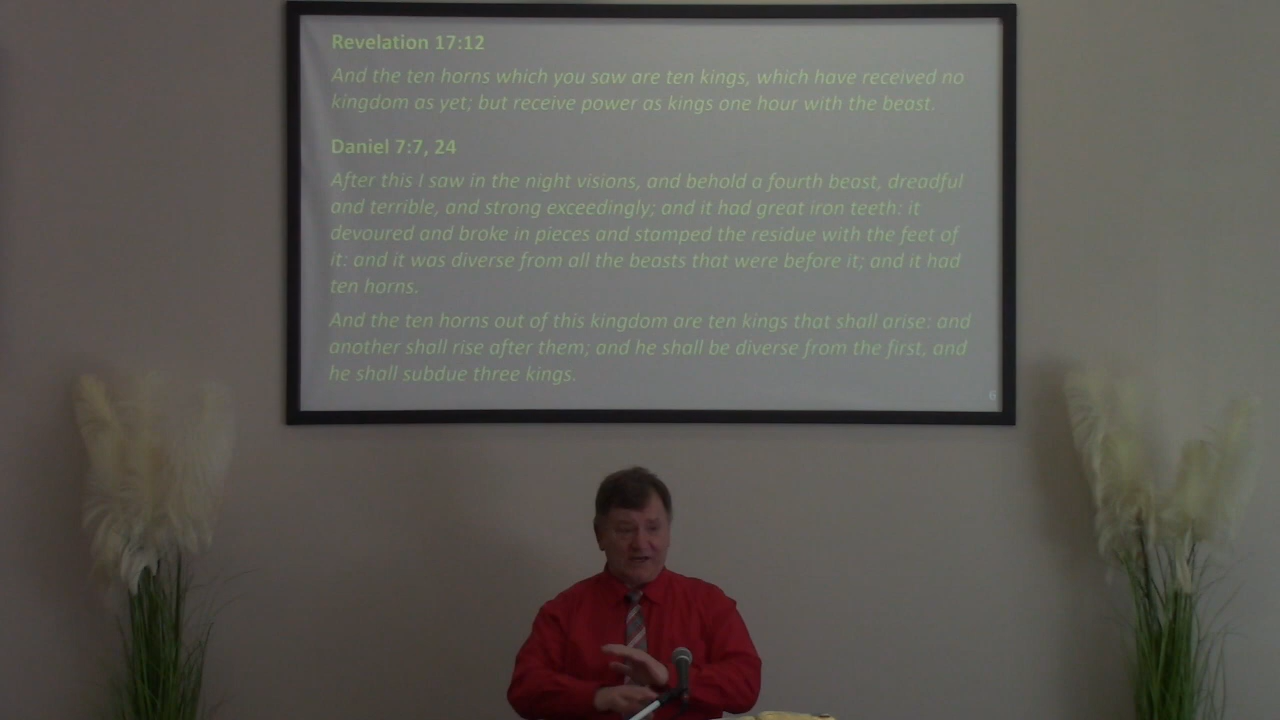 Revelation 17:12
And the ten horns which you saw are ten kings, which have received no
kingdom as yet; but receive power as kings one hour with the beast.
Daniel 7:7, 24
After this I saw in the night visions, and behold a fourth beast, dreadful
and terrible, and strong exceedingly; and it had great iron teeth: it
devoured and broke in pieces and stamped the residue with the feet of
it: and it was diverse from all the beasts that were before it; and it had
ten horns.
And the ten horns out of this kingdom are ten kings that shall arise: and
another shall rise after them; and he shall be diverse from the first, and
he shall subdue three kings.
6